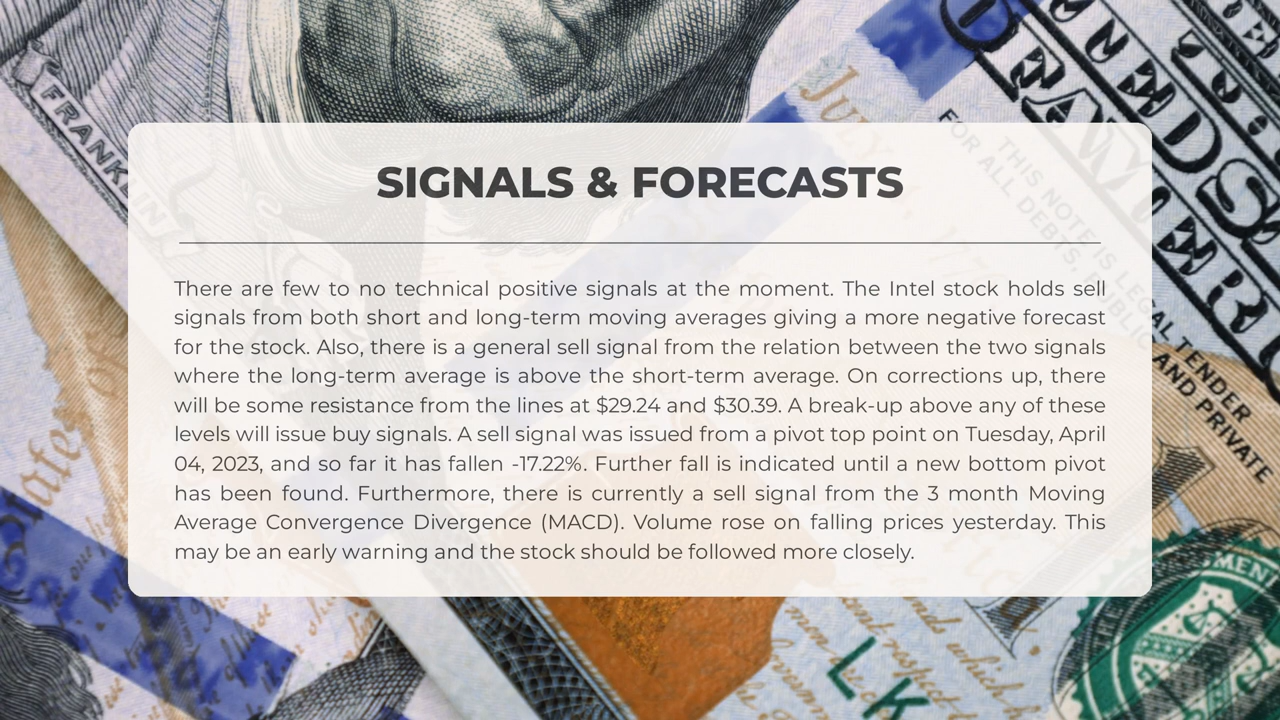 FRANKLIN
JULY
THIS NOTE IS LEGAL TENDER
FOR ALL DEBTS, PUBLIC AND PRIVATE
SIGNALS & FORECASTS
There are few to no technical positive signals at the moment. The Intel stock holds sell
signals from both short and long-term moving averages giving a more negative forecast
for the stock. Also, there is a general sell signal from the relation between the two signals
where the long-term average is above the short-term average. On corrections up, there
will be some resistance from the lines at $29.24 and $30.39. A break-up above any of these
levels will issue buy signals. A sell signal was issued from a pivot top point on Tuesday, April
04, 2023, and so far it has fallen -17.22%. Further fall is indicated until a new bottom pivot
has been found. Furthermore, there is currently a sell signal from the 3 month Moving
Average Convergence Divergence (MACD). Volume rose on falling prices yesterday. This
may be an early warning and the stock should be followed more closely.
LK